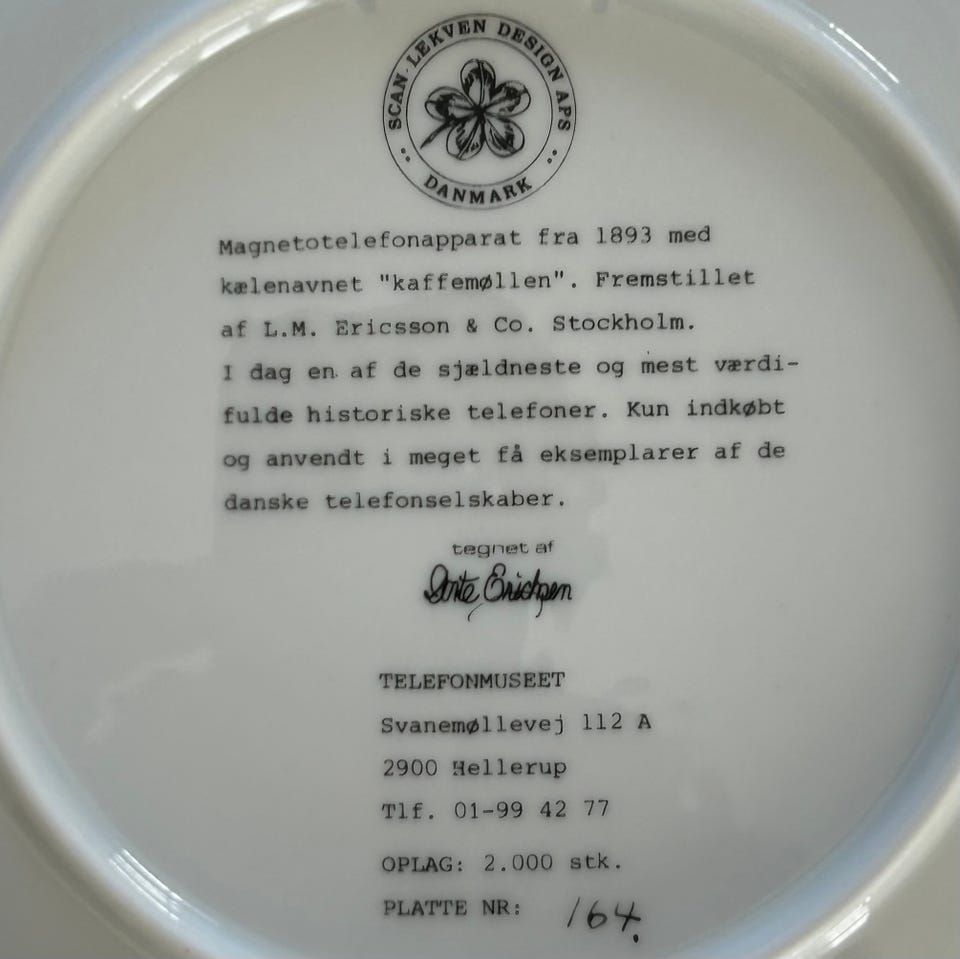 SCAN. LEKVEN DESIGN APS
DANMARK
Magnetotelefonapparat fra 1893 med
kælenavnet "kaffemøllen". Fremstillet
af L.M. Ericsson & Co. Stockholm.
I dag en af de sjældneste og mest værdi-
fulde historiske telefoner. Kun indkøbt
og anvendt i meget få eksemplarer af de
danske telefonselskaber.
tegnet af
TELEFONMUSEET
Svanemøllevej 112 A
2900 Hellerup
Tlf. 01-99 42 77
OPLAG: 2.000 stk.
PLATTE NR: 164.